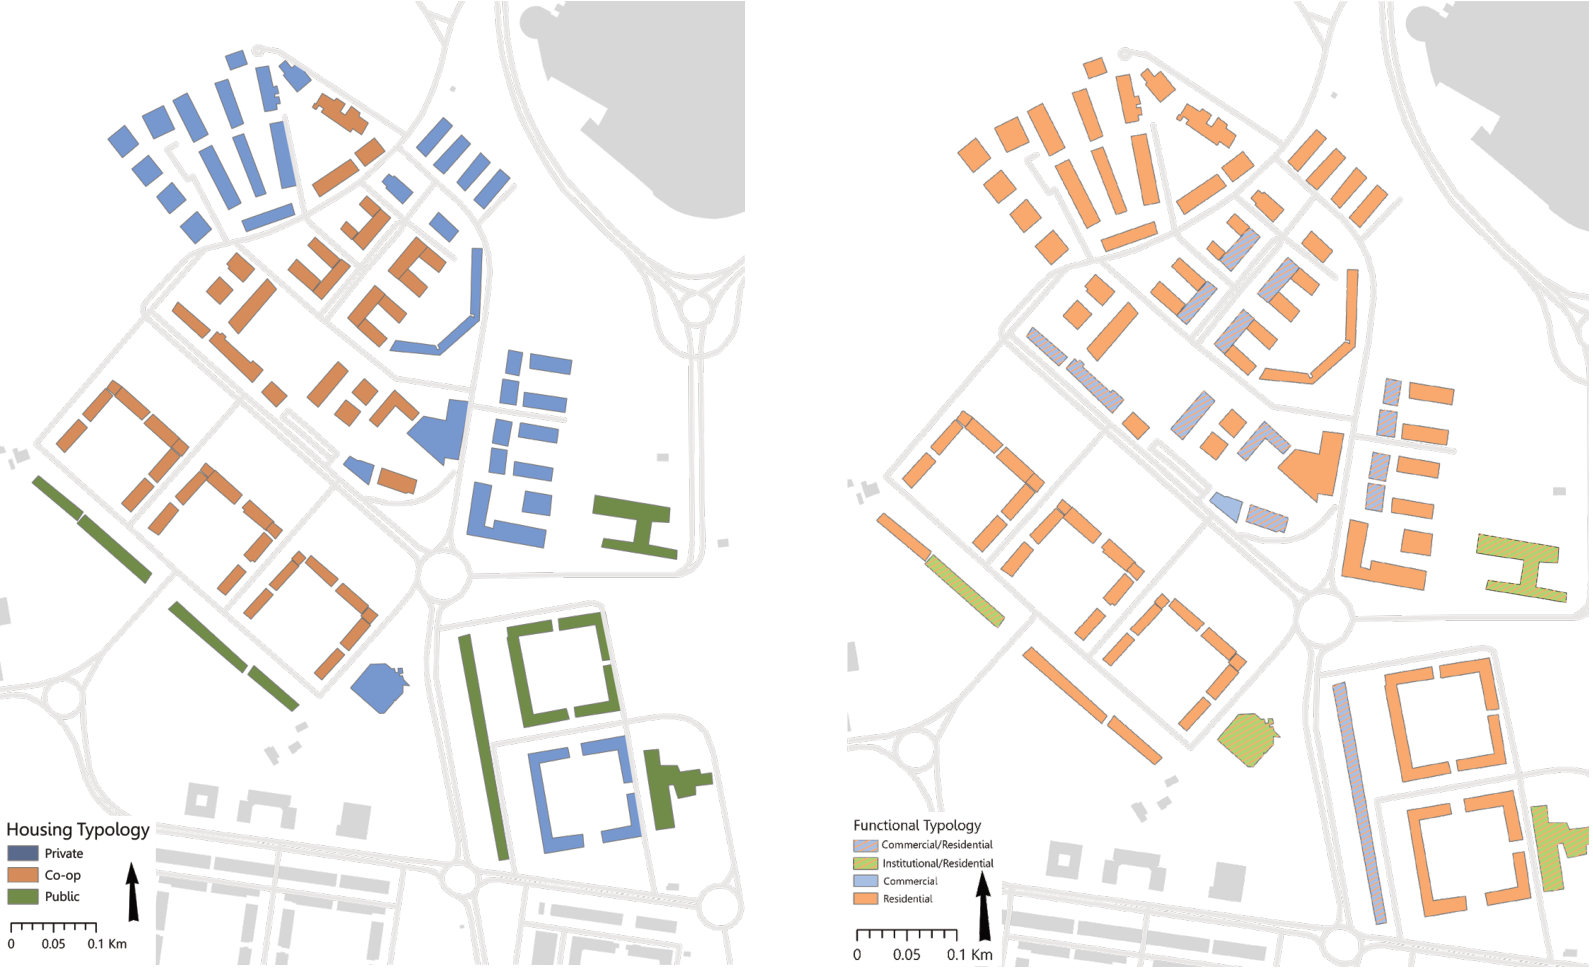 Housing Typology
Private
Co-op
Public
0 0.05 0.1 Km
Functional Typology
Commercial/Residential
Institutional/Residential
Commercial
Residential
0 0.05 0.1 Km